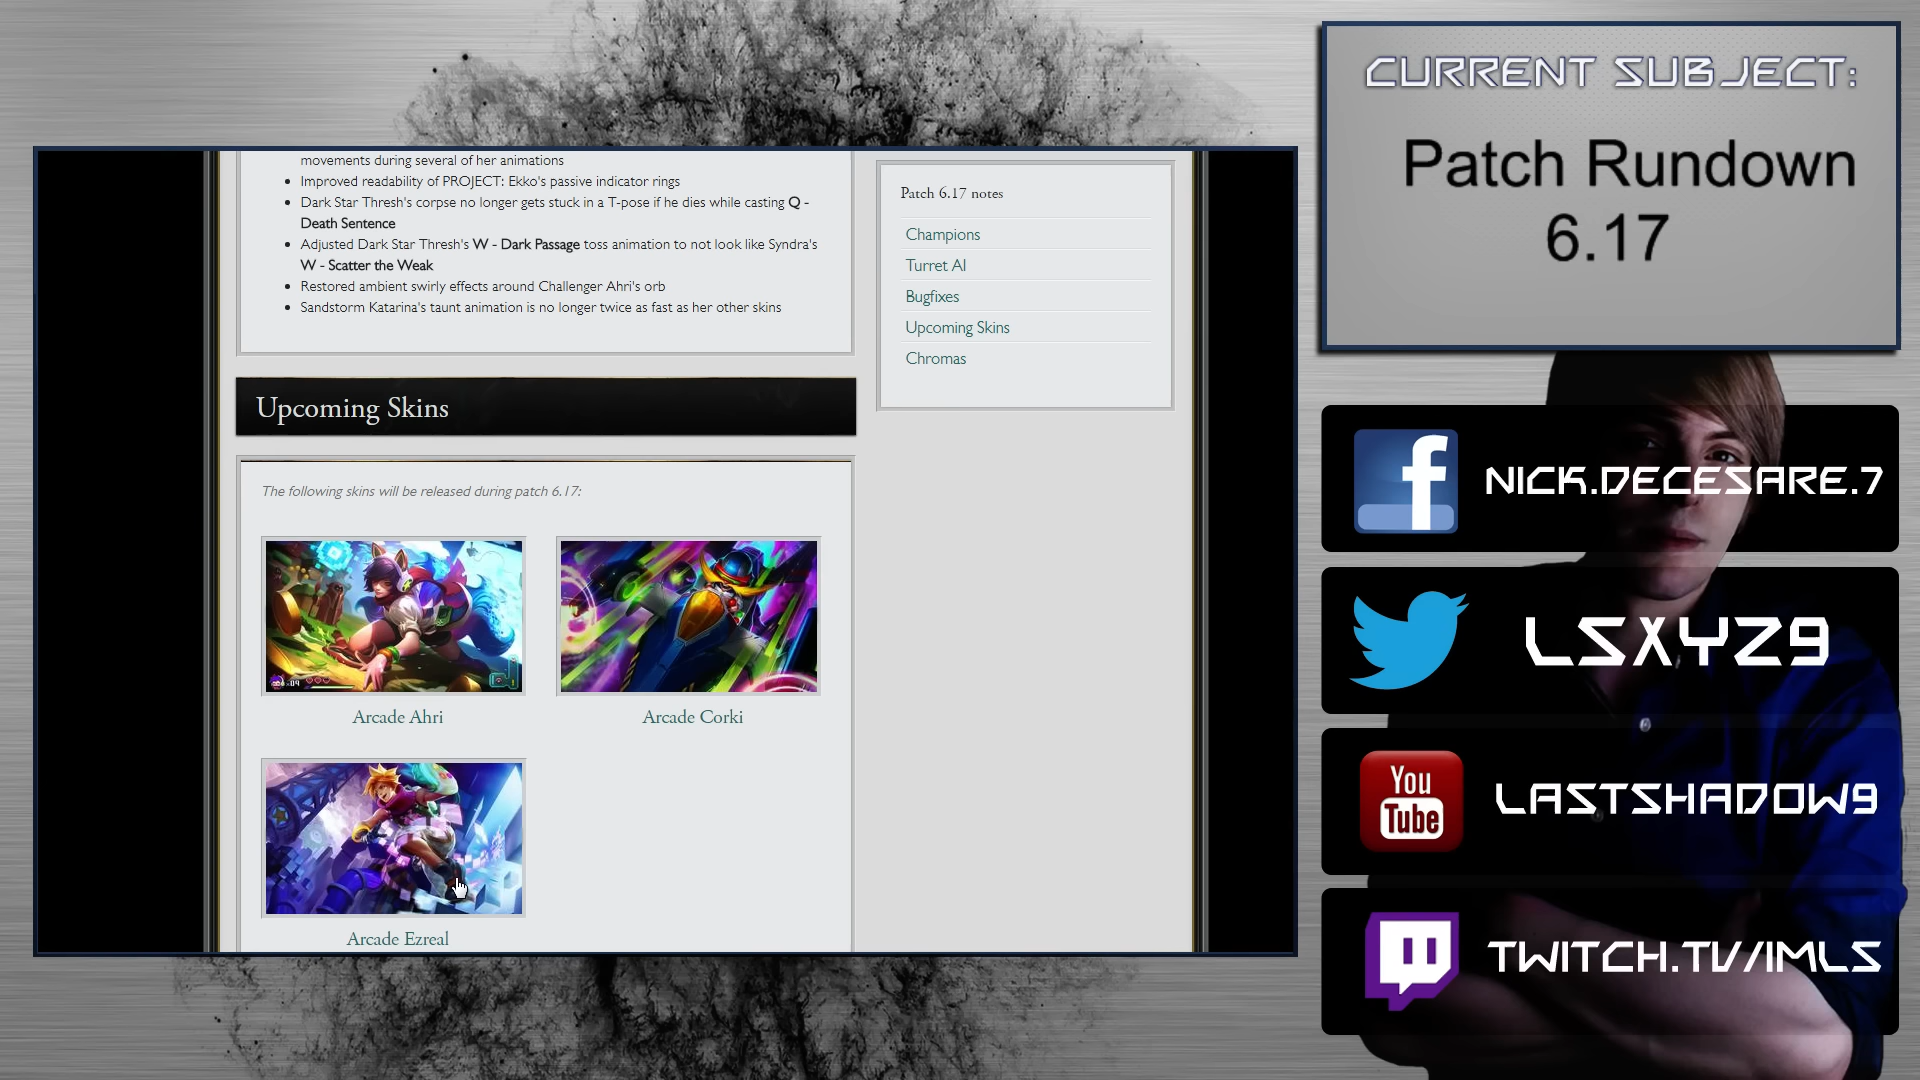 movements during several of her animations
Improved readability of PROJECT: Ekko's passive indicator rings
Dark Star Thresh's corpse no longer gets stuck in a T-pose if he dies while casting Q -
Death Sentence
Adjusted Dark Star Thresh's W - Dark Passage toss animation to not look like Syndra's
W - Scatter the Weak
Restored ambient swirly effects around Challenger Ahri's orb
Sandstorm Katarina's taunt animation is no longer twice as fast as her other skins
Upcoming Skins
The following skins will be released during patch 6.17:
Arcade Ahri
Arcade Corki
Arcade Ezreal
Patch 6.17 notes
Champions
Turret AI
Bugfixes
Upcoming Skins
Chromas
CURRENT SUBJECT:
Patch Rundown
6.17
f
NICK.DECESARE.7
LSXYZ9
You
Tube
LASTSHADOW9
TWITCH.TV/IMLS